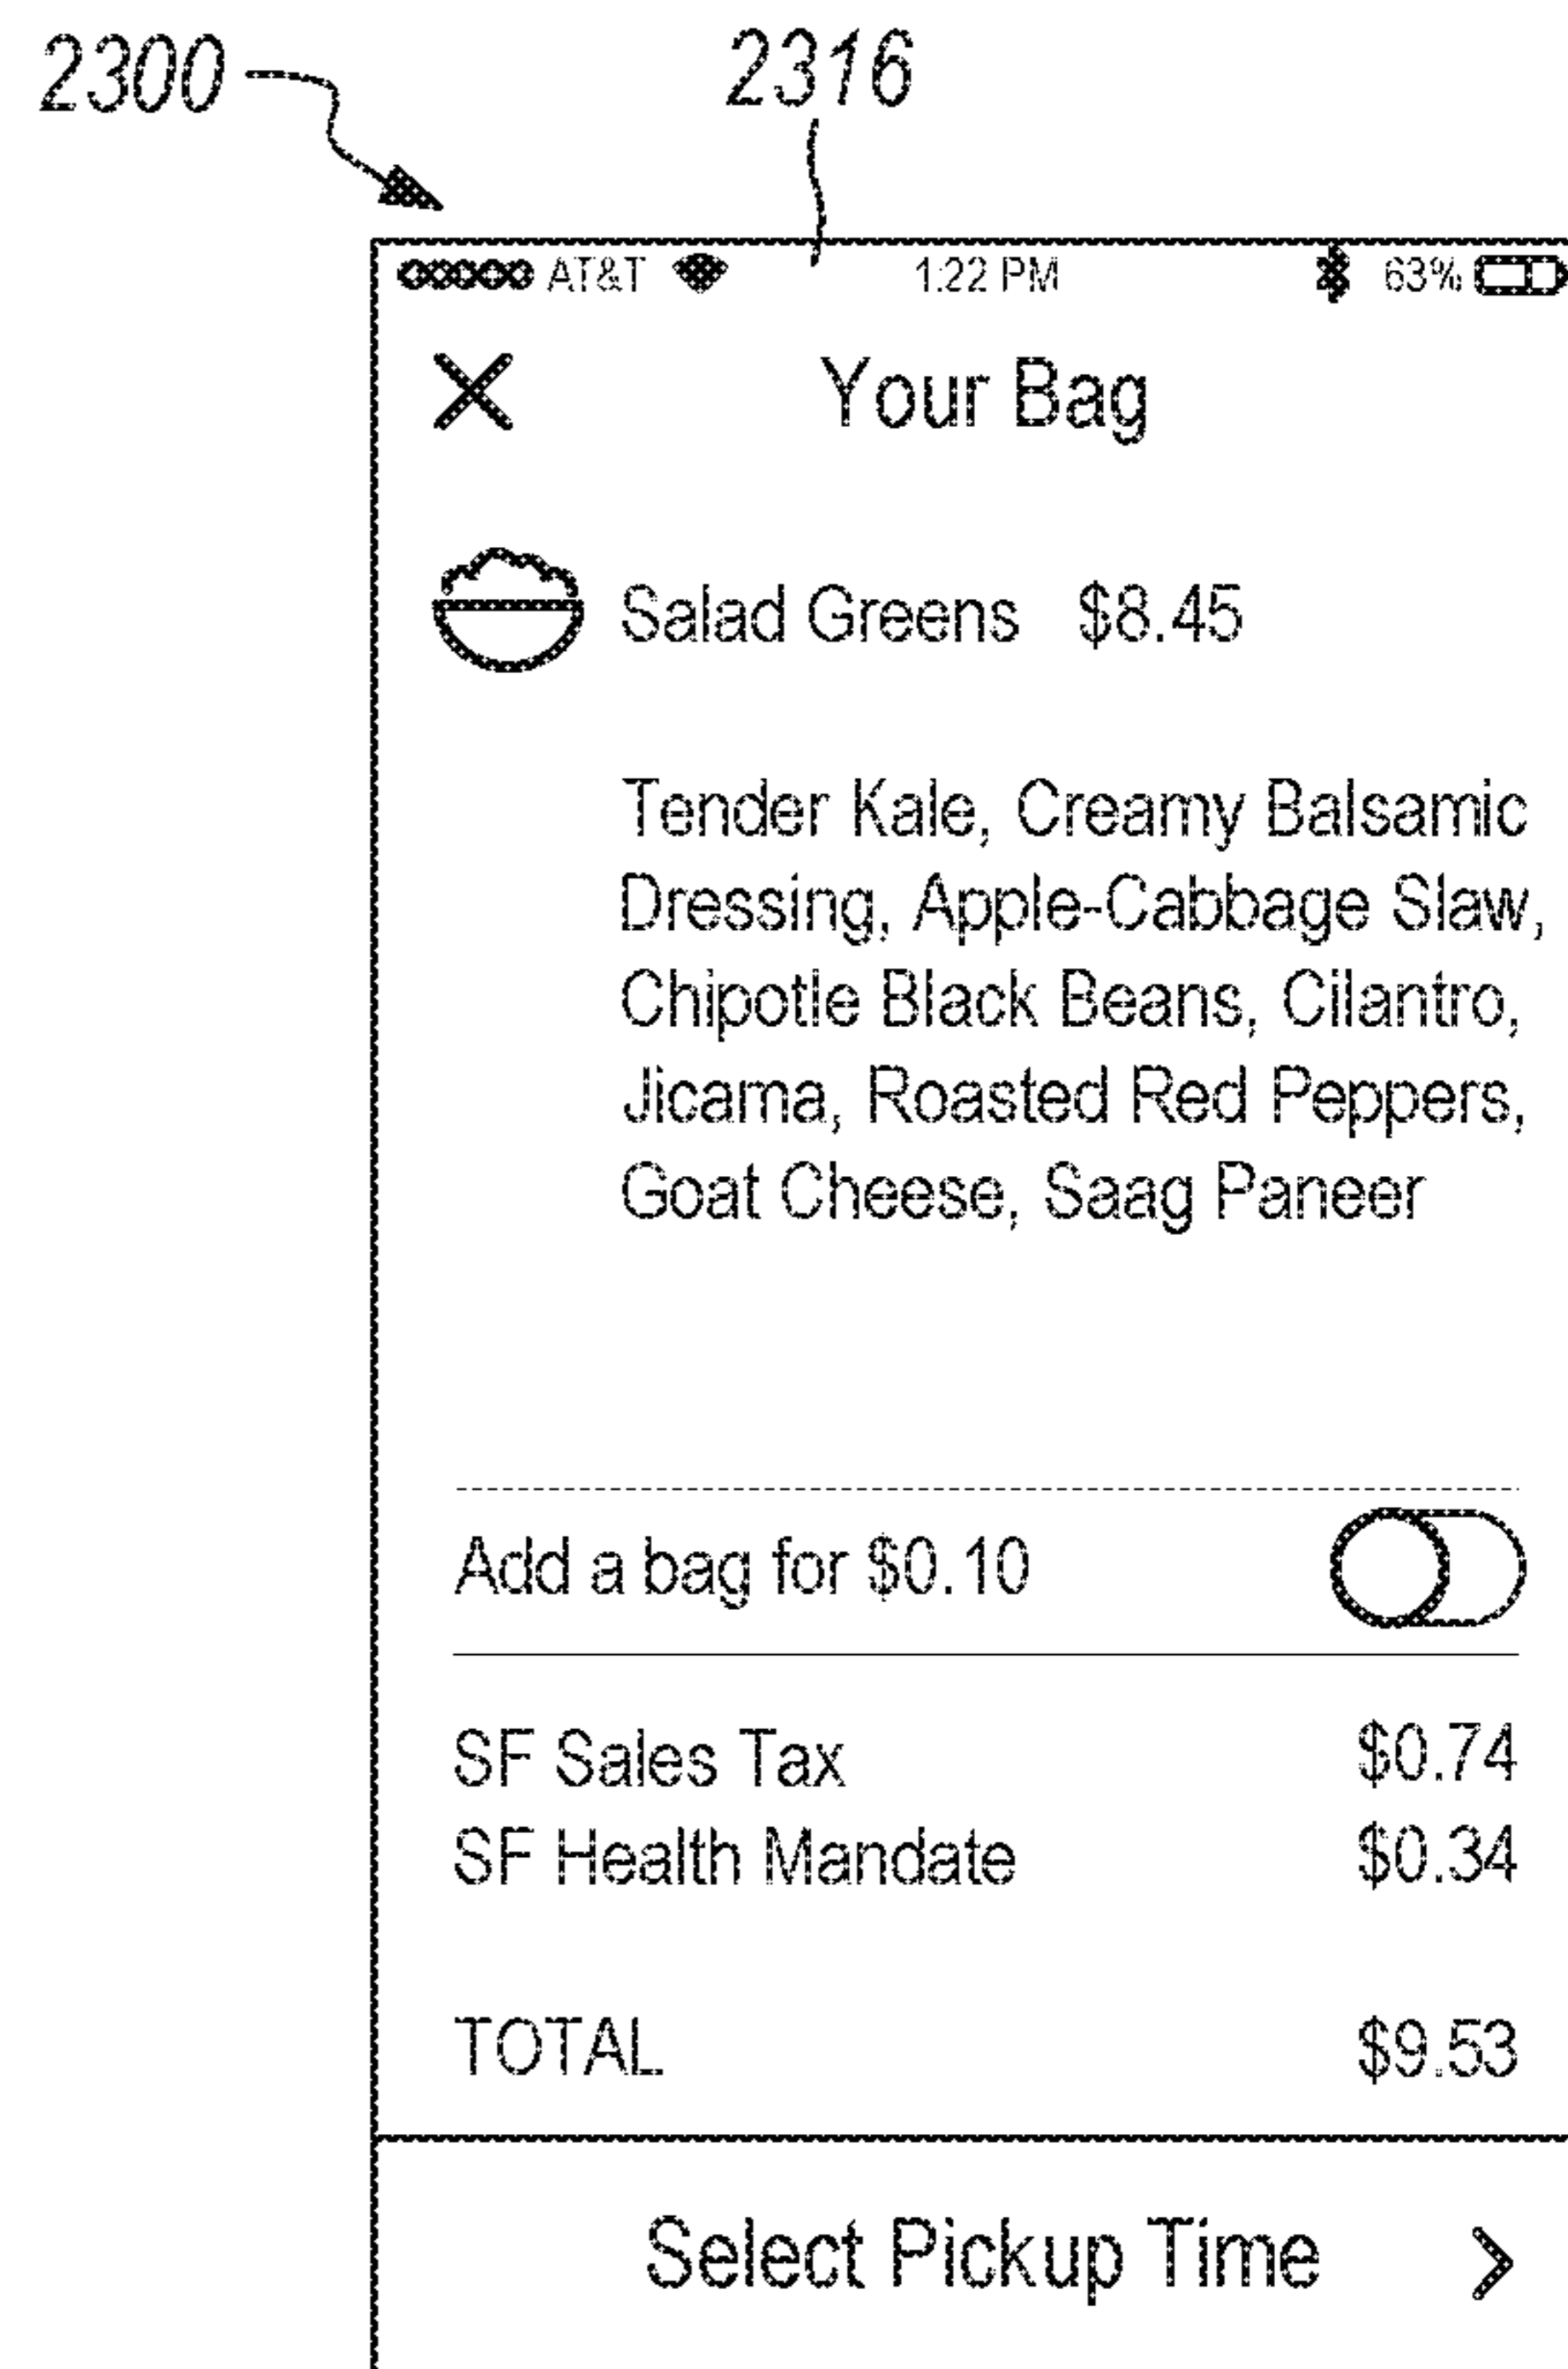 2300
2316
AT&T 1:22 PM 63%
Your Bag
Salad Greens $8.45
Tender Kale, Creamy Balsamic
Dressing, Apple-Cabbage Slaw,
Chipotle Black Beans, Cilantro,
Jicama, Roasted Red Peppers,
Goat Cheese, Saag Paneer
Add a bag for $0.10
SF Sales Tax $0.74
SF Health Mandate $0.34
TOTAL $9.53
Select Pickup Time >